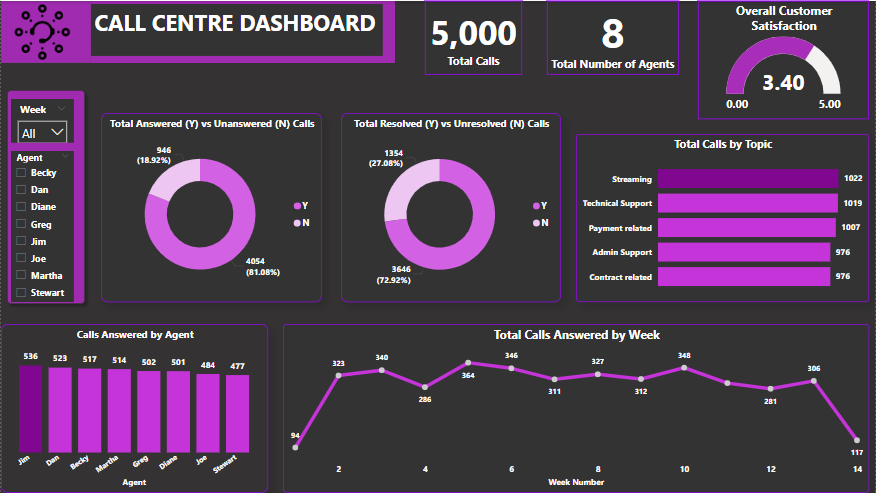 CALL CENTRE DASHBOARD
5,000
Total Calls
8
Total Number of Agents
Overall Customer
Satisfaction
3.40
0.00
5.00
Week
All
Agent
Becky
Dan
Diane
Greg
Jim
Joe
Martha
Stewart
Total Answered (Y) vs Unanswered (N) Calls
946
(18.92%)
4054
(81.08%)
Y
N
Total Resolved (Y) vs Unresolved (N) Calls
1354
(27.08%)
3646
(72.92%)
Y
N
Total Calls by Topic
Streaming 1022
Technical Support 1019
Payment related 1007
Admin Support 976
Contract related 976
Calls Answered by Agent
536 523 517 514 502 501 484 477
Jim Dan Becky Martha Greg Diane Joe Stewart
Agent
Total Calls Answered by Week
94 323 340 286 364 346 311 327 312 348 281 306 117
2 4 6 8 10 12 14
Week Number